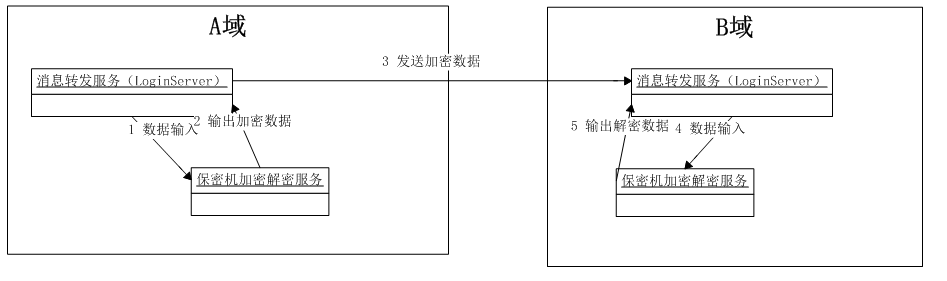 A域
B域
3 发送加密数据
消息转发服务（LoginServer）
消息转发服务（LoginServer）
1 数据输入
2 输出加密数据
5 输出解密数据
4 数据输入
保密机加密解密服务
保密机加密解密服务